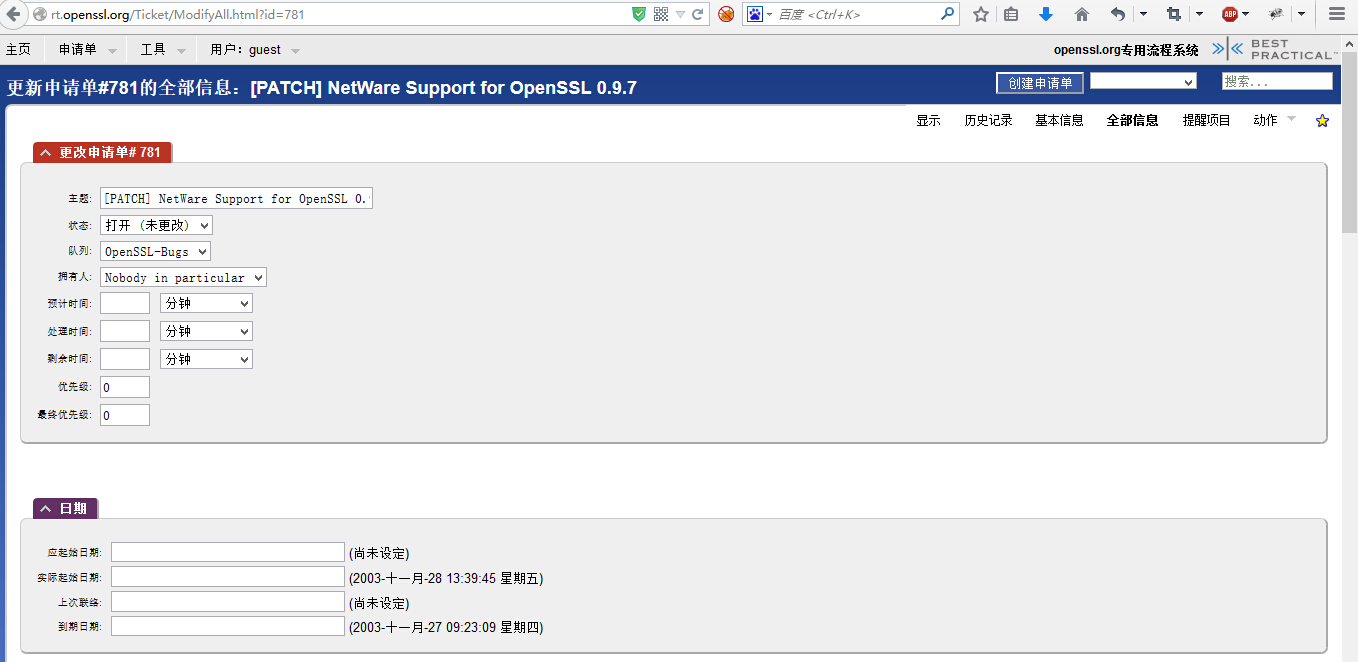 rt.openssl.org/Ticket/ModifyAll.html?id=781
百度 <Ctrl+K>
ABP
主页 申请单 工具 用户：guest
openssl.org专用流程系统 BEST PRACTICAL™
更新申请单#781的全部信息：[PATCH] NetWare Support for OpenSSL 0.9.7
创建申请单
搜索...
显示 历史记录 基本信息 全部信息 提醒项目 动作
更改申请单# 781
主题: [PATCH] NetWare Support for OpenSSL 0.
状态: 打开 (未更改)
队列: OpenSSL-Bugs
拥有人: Nobody in particular
预计时间: 分钟
处理时间: 分钟
剩余时间: 分钟
优先级: 0
最终优先级: 0
日期
应起始日期: (尚未设定)
实际起始日期: (2003-十一月-28 13:39:45 星期五)
上次联络: (尚未设定)
到期日期: (2003-十一月-27 09:23:09 星期四)